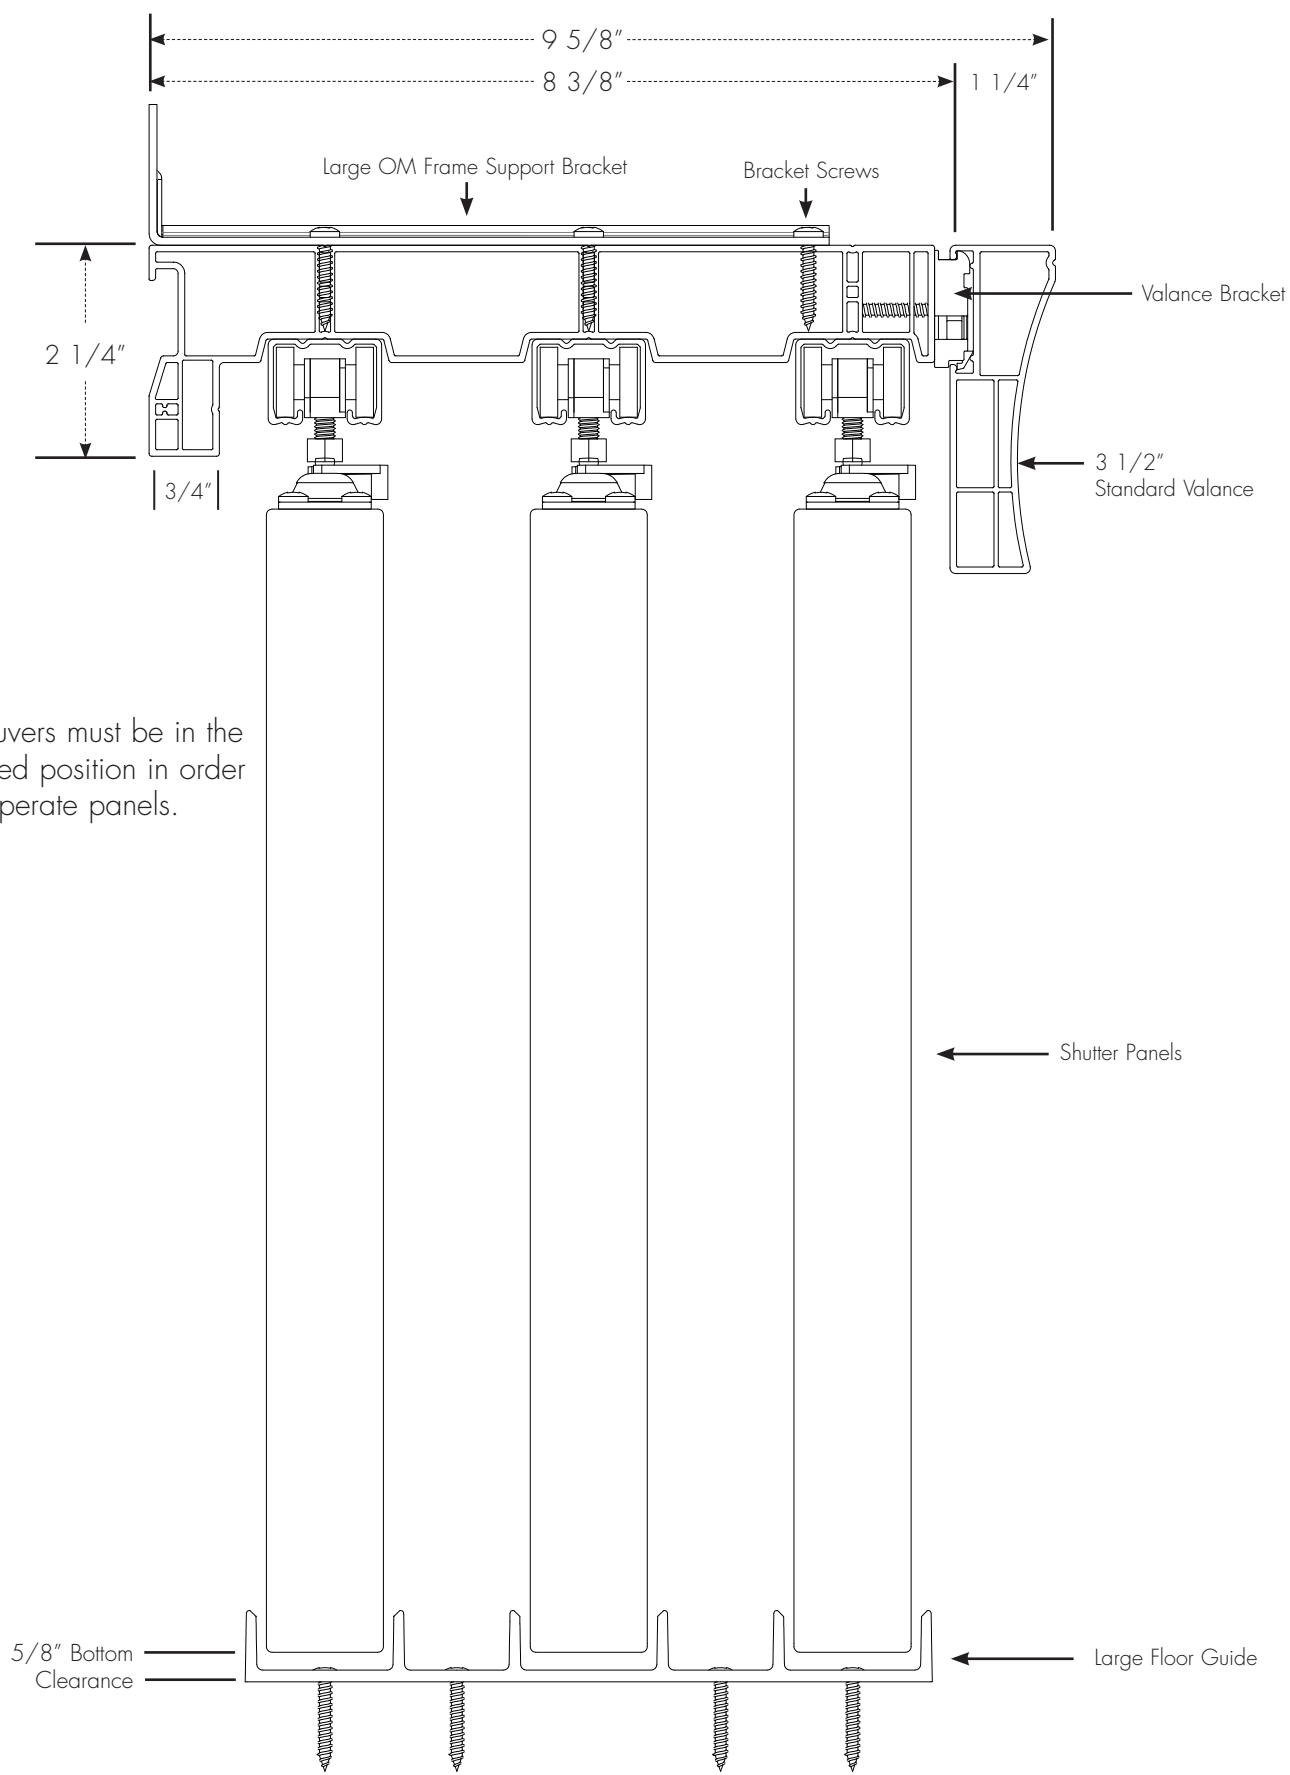 9 5/8"
8 3/8"
1 1/4"
Large OM Frame Support Bracket
Bracket Screws
Valance Bracket
2 1/4"
3/4"
3 1/2"
Standard Valance
uvers must be in the
ed position in order
perate panels.
Shutter Panels
5/8" Bottom
Clearance
Large Floor Guide